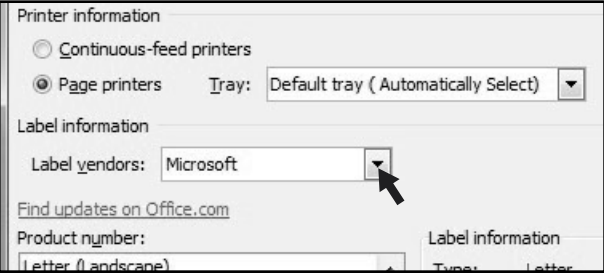 Printer information
Continuous-feed printers
Page printers Tray: Default tray ( Automatically Select)
Label information
Label vendors: Microsoft
Find updates on Office.com
Product number: Label information
Letter (Landscape) Type: Letter